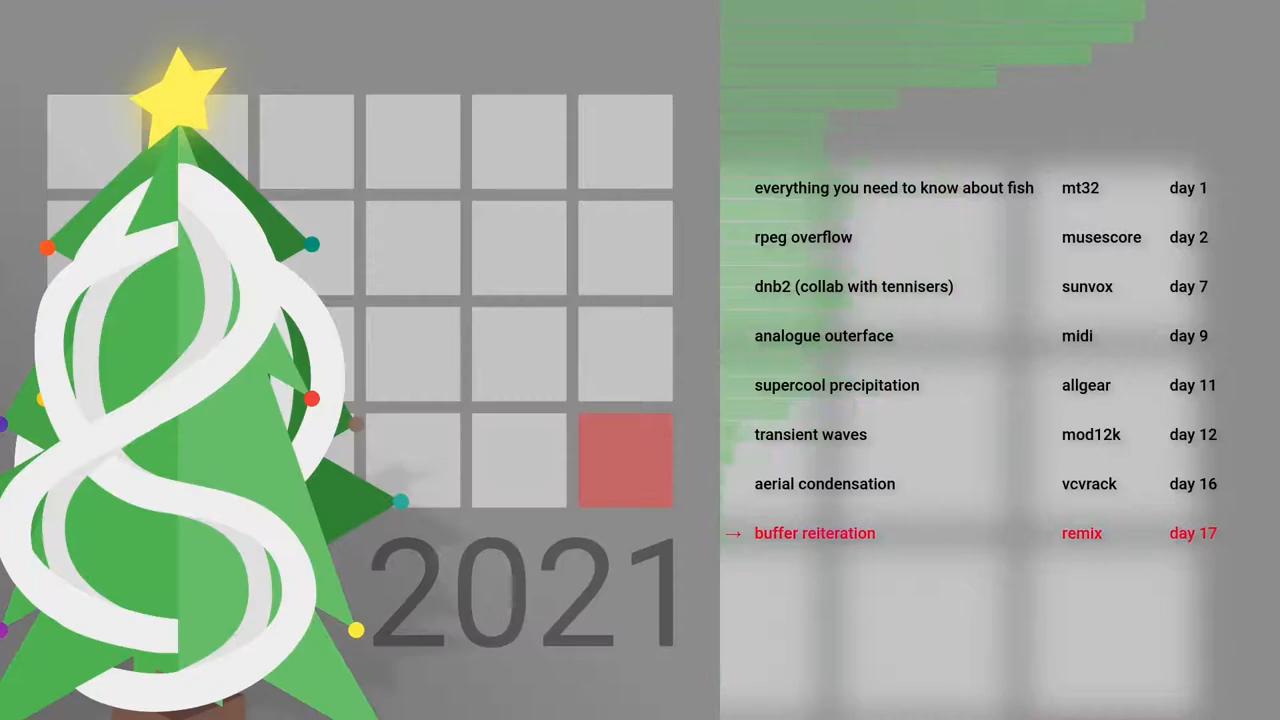 2021
everything you need to know about fish mt32 day 1
rpeg overflow musescore day 2
dnb2 (collab with tennisers) sunvox day 7
analogue outerface midi day 9
supercool precipitation allgear day 11
transient waves mod12k day 12
aerial condensation vcvrack day 16
→ buffer reiteration remix day 17